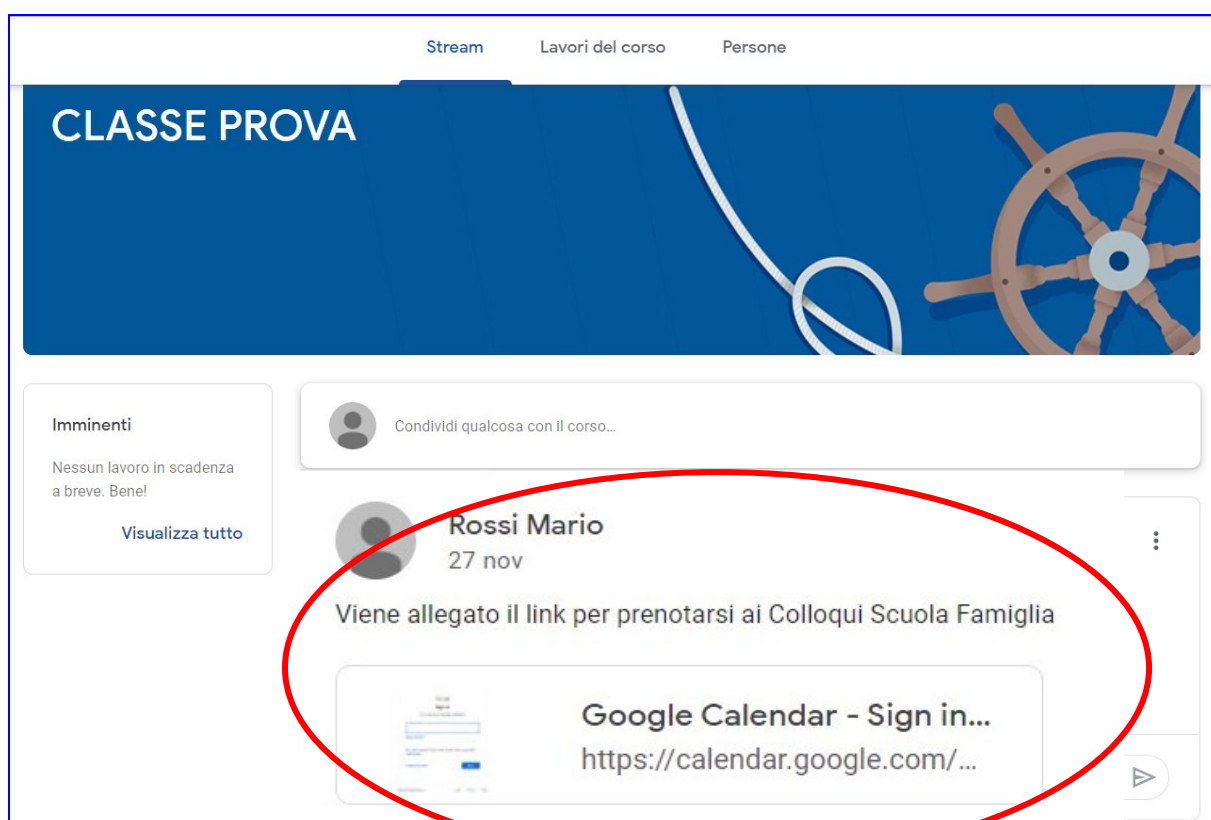 Stream Lavori del corso Persone
CLASSE PROVA
Imminenti
Nessun lavoro in scadenza
a breve. Bene!
Visualizza tutto
Condividi qualcosa con il corso...
Rossi Mario
27 nov
Viene allegato il link per prenotarsi ai Colloqui Scuola Famiglia
Google Calendar - Sign in...
https://calendar.google.com/...